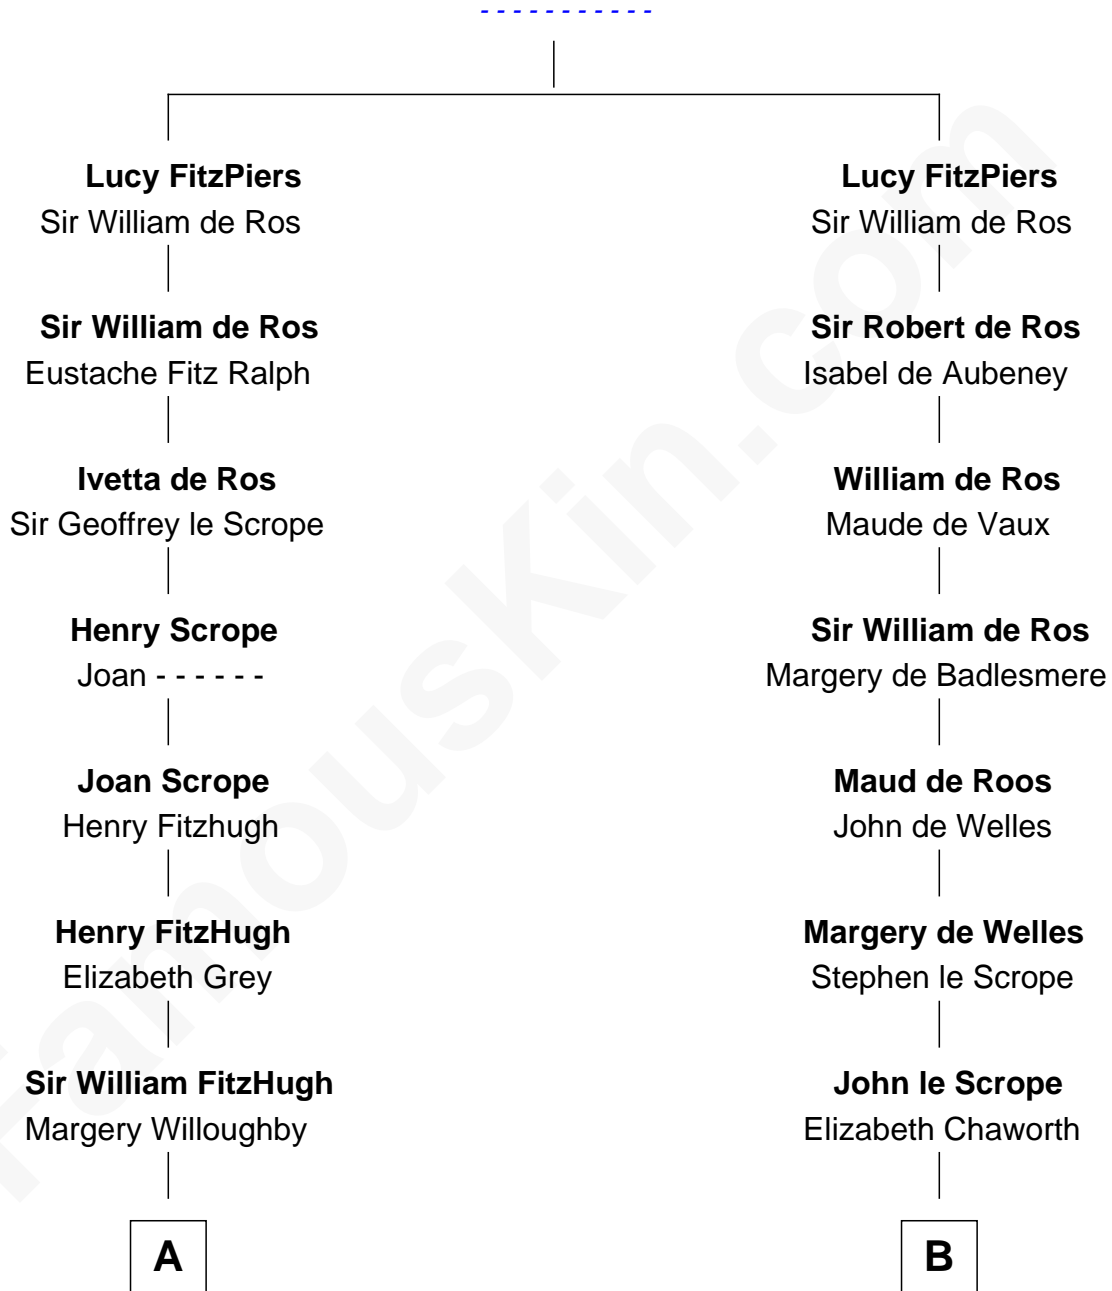 - - - - - - - - - - -
Lucy FitzPiers
Sir William de Ros
Sir William de Ros
Eustache Fitz Ralph
Ivetta de Ros
Sir Geoffrey le Scrope
Henry Scrope
Joan - - - - - -
Joan Scrope
Henry Fitzhugh
Henry FitzHugh
Elizabeth Grey
Sir William FitzHugh
Margery Willoughby
A
Lucy FitzPiers
Sir William de Ros
Sir Robert de Ros
Isabel de Aubeney
William de Ros
Maude de Vaux
Sir William de Ros
Margery de Badlesmere
Maud de Roos
John de Welles
Margery de Welles
Stephen le Scrope
John le Scrope
Elizabeth Chaworth
B
FamousKin.com